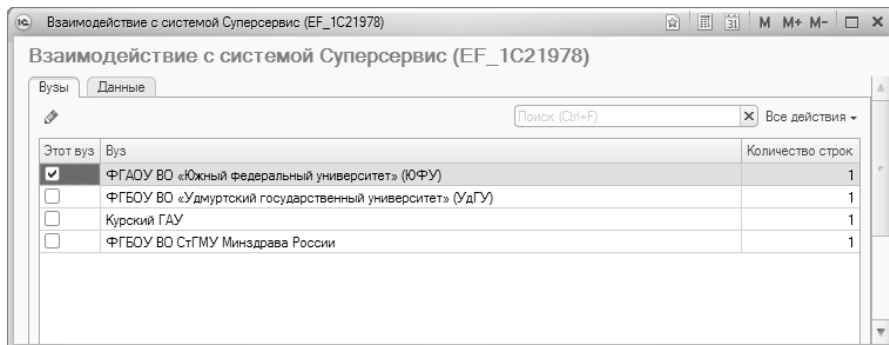 1С Взаимодействие с системой Суперсервис (EF_1C21978) 31 M M+ M-
Взаимодействие с системой Суперсервис (EF_1C21978)
Вузы Данные
Поиск (Ctrl+F) Все действия
Этот вуз Вуз Количество строк
ФГАОУ ВО «Южный федеральный университет» (ЮФУ) 1
ФГБОУ ВО «Удмуртский государственный университет» (УдГУ) 1
Курский ГАУ 1
ФГБОУ ВО СтГМУ Минздрава России 1